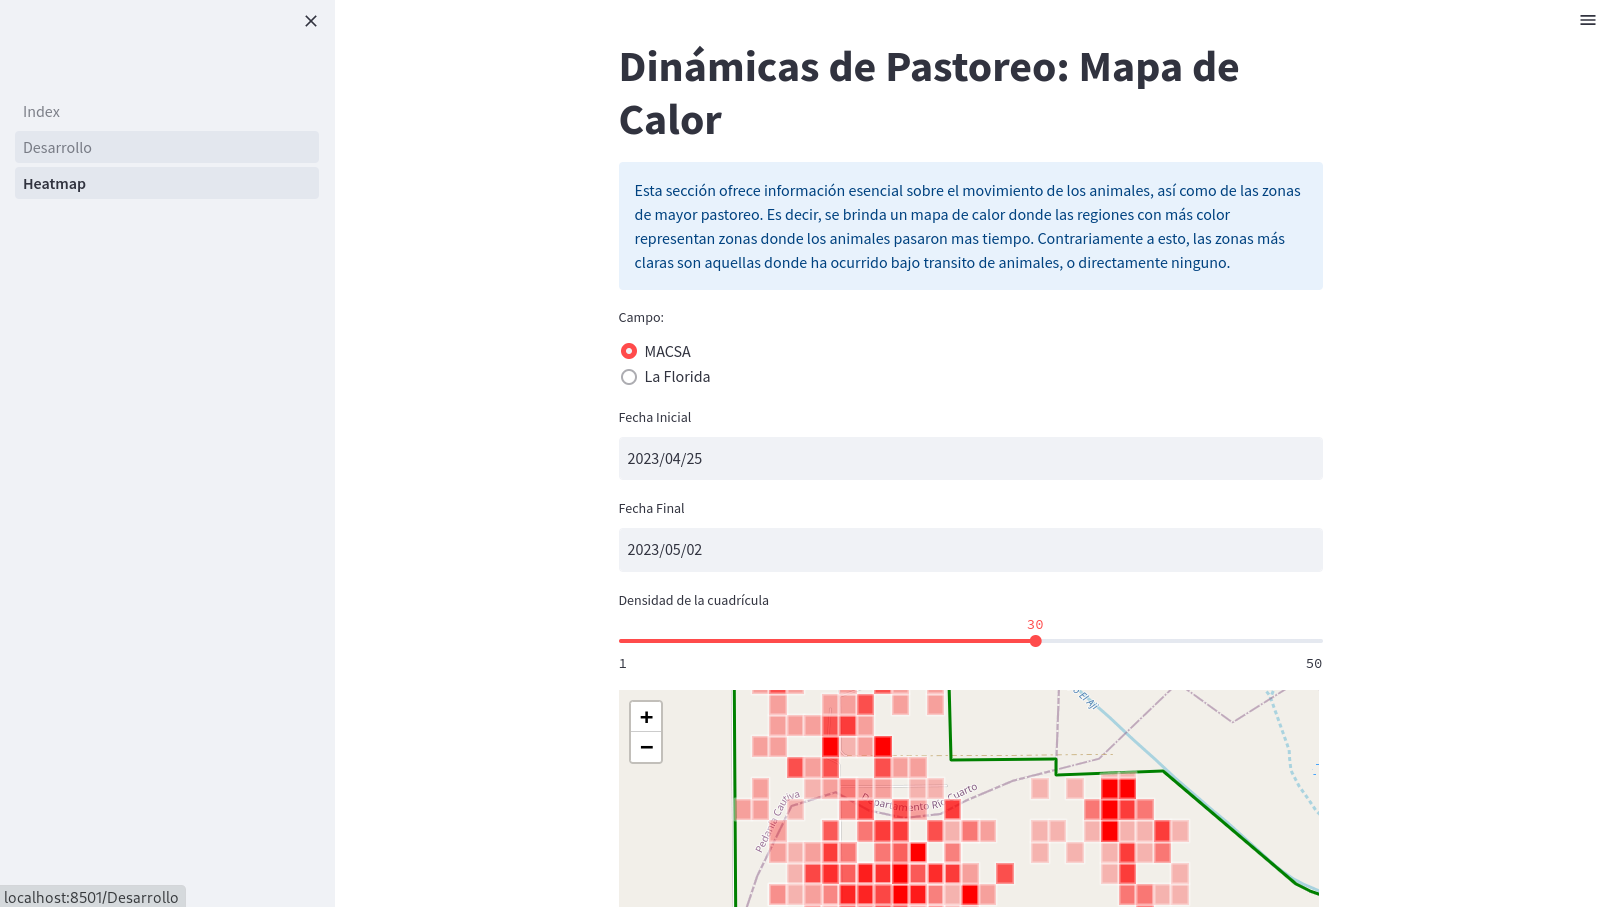 Index
Desarrollo
Heatmap
Dinámicas de Pastoreo: Mapa de
Calor
Esta sección ofrece información esencial sobre el movimiento de los animales, así como de las zonas
de mayor pastoreo. Es decir, se brinda un mapa de calor donde las regiones con más color
representan zonas donde los animales pasaron mas tiempo. Contrariamente a esto, las zonas más
claras son aquellas donde ha ocurrido bajo transito de animales, o directamente ninguno.
Campo:
MACSA
La Florida
Fecha Inicial
2023/04/25
Fecha Final
2023/05/02
Densidad de la cuadrícula
30
1
50
+
−
El Ají
Departamento Río Cuarto
Pedanía Cautiva
localhost:8501/Desarrollo